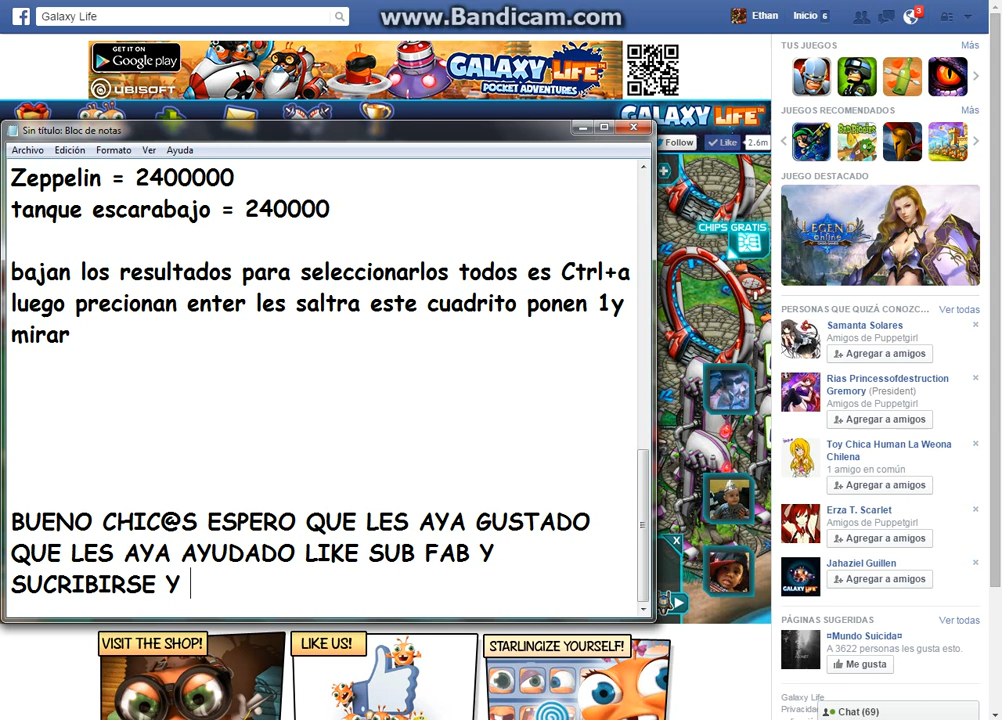 www.Bandicam.com
Galaxy Life
Ethan
Inicio 6
3
GET IT ON
Google play
UBISOFT
GALAXY LIFE
POCKET ADVENTURES
GALAXY LIFE
Sin título: Bloc de notas
Archivo Edición Formato Ver Ayuda
Follow
Like
2.6m
Zeppelin = 2400000
tanque escarabajo = 240000
bajan los resultados para seleccionarlos todos es Ctrl+a
luego precionan enter les saltra este cuadrito ponen 1y
mirar
BUENO CHIC@S ESPERO QUE LES AYA GUSTADO
QUE LES AYA AYUDADO LIKE SUB FAB Y
SUCRIBIRSE Y
CHIPS GRATIS
X
VISIT THE SHOP!
LIKE US!
STARLINGIZE YOURSELF!
TUS JUEGOS
Más
JUEGOS RECOMENDADOS
Más
JUEGO DESTACADO
LEGEND
Online
PERSONAS QUE QUIZÁ CONOZC...
Ver todas
Samanta Solares
Amigos de Puppetgirl
Agregar a amigos
Rias Princessofdestruction
Gremory (President)
Amigos de Puppetgirl
Agregar a amigos
Toy Chica Human La Weona
Chilena
1 amigo en común
Agregar a amigos
Erza T. Scarlet
Amigos de Puppetgirl
Agregar a amigos
Jahaziel Guillen
Agregar a amigos
GALAXY LIFE
PÁGINAS SUGERIDAS
Ver todas
¤Mundo Suicida¤
A 3622 personas les gusta esto.
Me gusta
Galaxy Life
Privacidad
Chat (69)